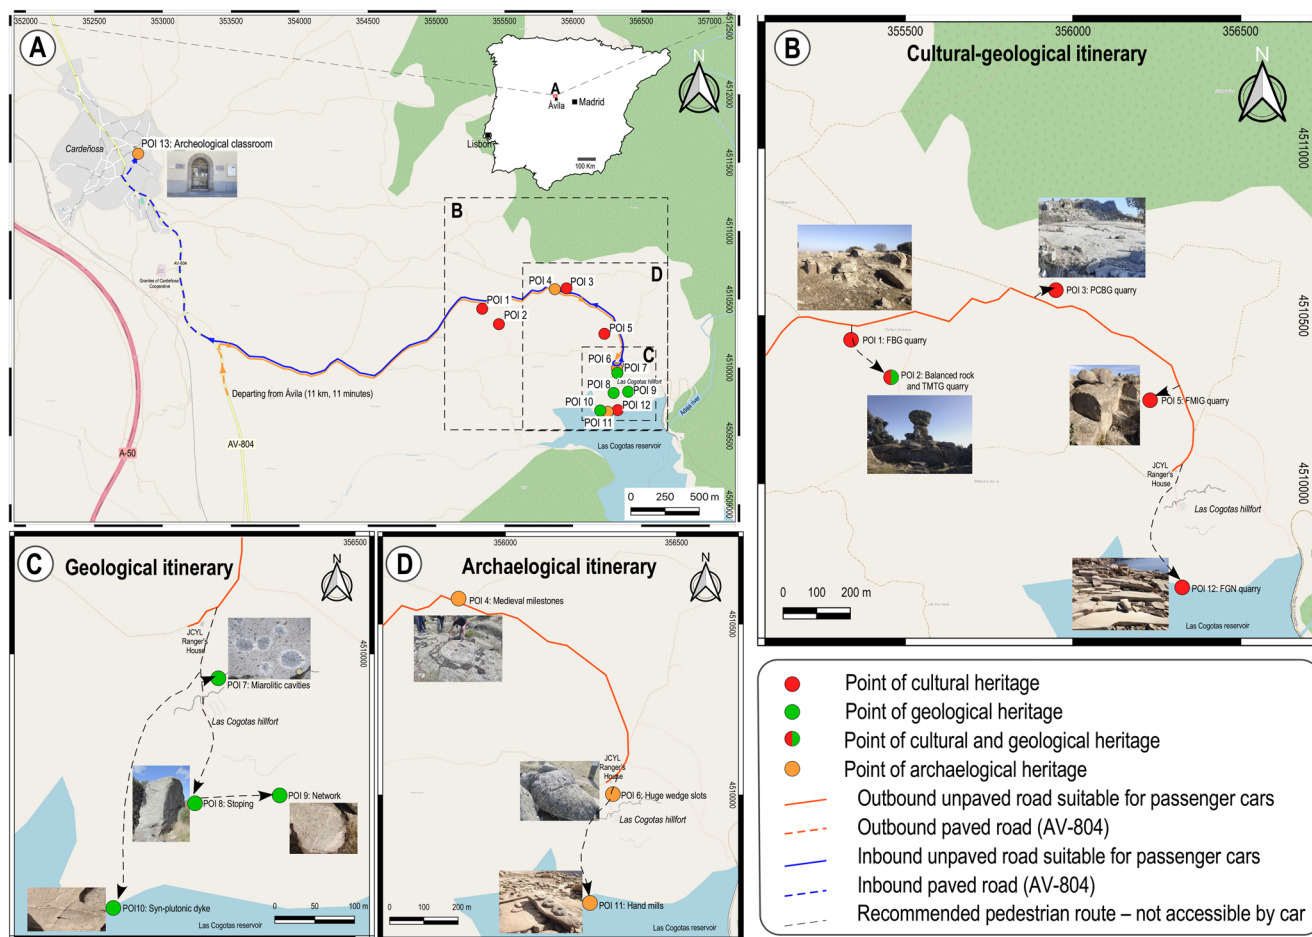 352000
353000
353500
354000
354500
355000
355500
356000
356500
357000
4512500
4512000
4511500
4511000
4510500
4510000
4509500
4509000
A
N
A
Ávila
Madrid
Lisbon
100 Km
Cardeñosa
POI 13: Archeological classroom
AV-804
Granites of Cardeñosa
Cooperative
B
D
POI 4
POI 3
POI 1
POI 2
POI 5
C
POI 6
POI 7
Las Cogotas hillfort
POI 8
POI 9
POI 10
POI 12
POI 11
Adaja river
Departing from Ávila (11 km, 11 minutes)
A-50
AV-804
Las Cogotas reservoir
0 250 500 m
B
355500
356000
356500
Cultural-geological itinerary
N
4511000
4510500
4510000
POI 3: PCBG quarry
POI 1: FBG quarry
POI 2: Balanced rock
and TMTG quarry
POI 5: FMIG quarry
JCYL
Ranger's
House
Las Cogotas hillfort
POI 12: FGN quarry
0 100 200 m
Las Cogotas reservoir
C
356500
Geological itinerary
N
4510000
JCYL
Ranger's
House
POI 7: Miarolitic cavities
Las Cogotas hillfort
POI 8: Stoping
POI 9: Network
POI10: Syn-plutonic dyke
0 50 100 m
Las Cogotas reservoir
D
356000
356500
Archaelogical itinerary
N
POI 4: Medieval milestones
4510500
JCYL
Ranger's
House
POI 6: Huge wedge slots
4510000
Las Cogotas hillfort
POI 11: Hand mills
0 100 200 m
Las Cogotas reservoir
Point of cultural heritage
Point of geological heritage
Point of cultural and geological heritage
Point of archaelogical heritage
Outbound unpaved road suitable for passenger cars
Outbound paved road (AV-804)
Inbound unpaved road suitable for passenger cars
Inbound paved road (AV-804)
Recommended pedestrian route – not accessible by car